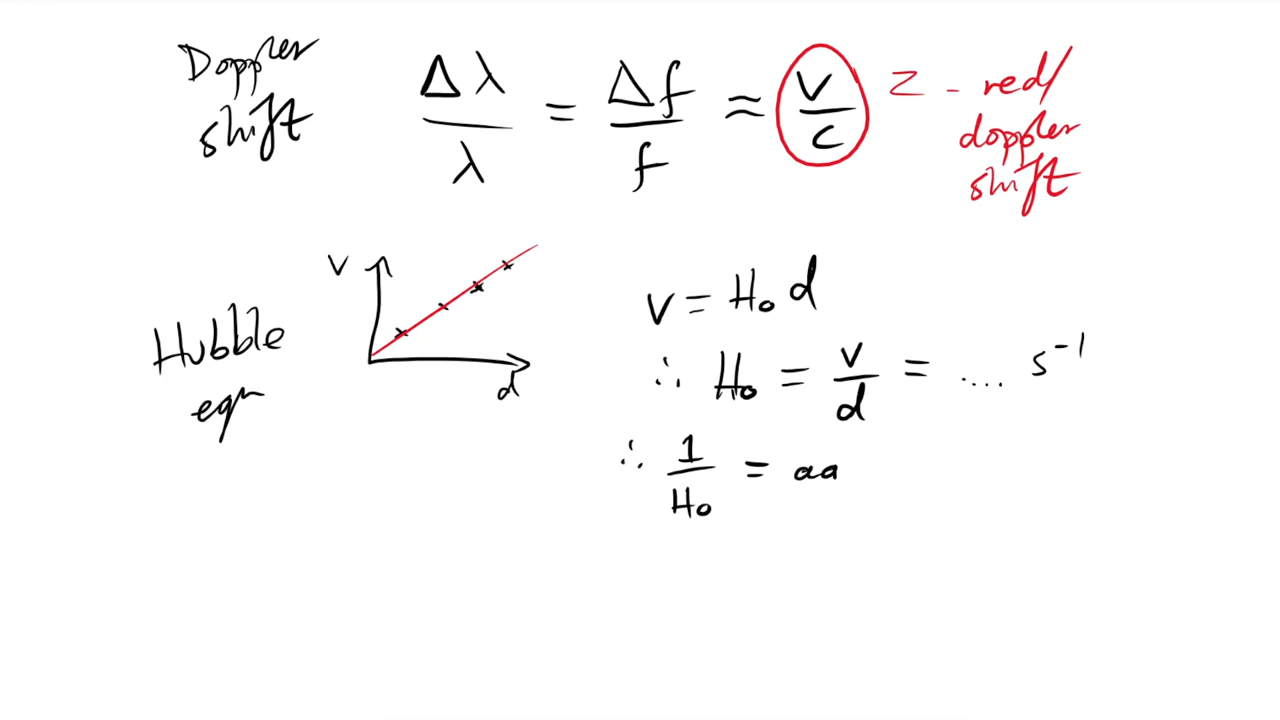 Doppler shift
Δλ/λ = Δf/f ≈ v/c
z - red/
doppler
shift
Hubble eqn
v
d
v = H₀ d
∴ H₀ = v/d = .... s⁻¹
∴ 1/H₀ = aa